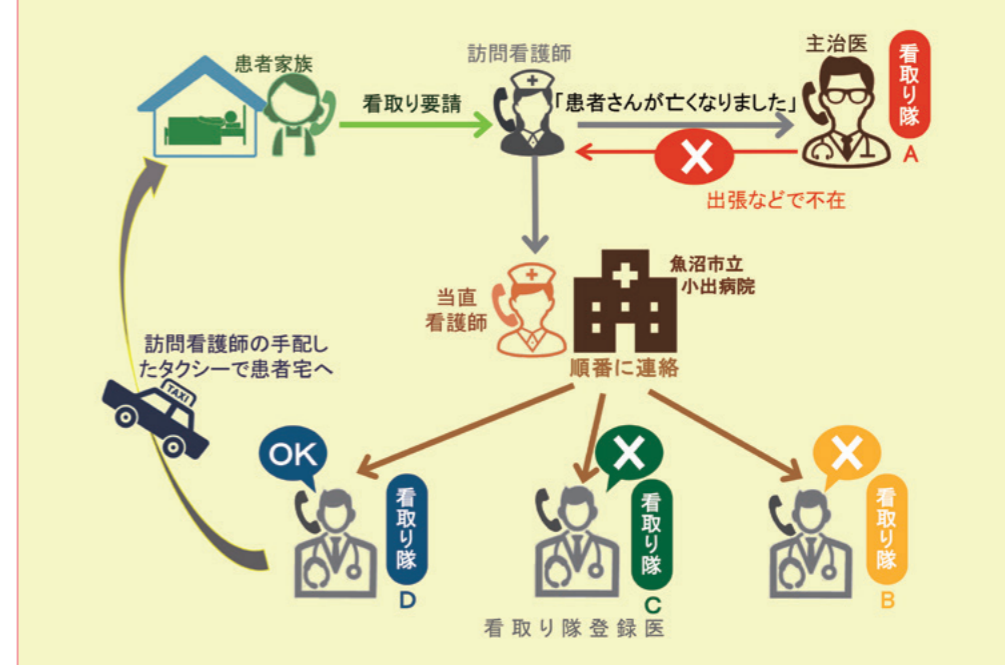 患者家族
看取り要請
訪問看護師
「患者さんが亡くなりました」
主治医
看取り隊
A
出張などで不在
魚沼市立
小出病院
当直
看護師
順番に連絡
訪問看護師の手配し
たタクシーで患者宅へ
TAXI
OK
看取り隊
D
看取り隊
C
看取り隊
B
看取り隊登録医